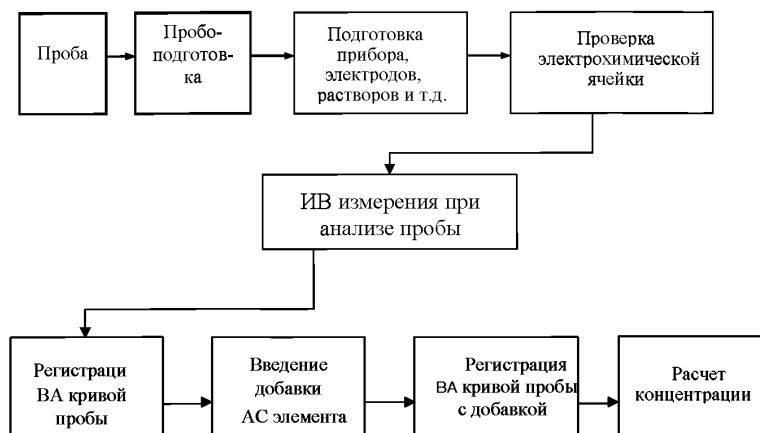 Проба
Пробо-
подготов-
ка
Подготовка
прибора,
электродов,
растворов и т.д.
Проверка
электрохимической
ячейки
ИВ измерения при
анализе пробы
Регистраци
ВА кривой
пробы
Введение
добавки
АС элемента
Регистрация
ВА кривой пробы
с добавкой
Расчет
концентрации